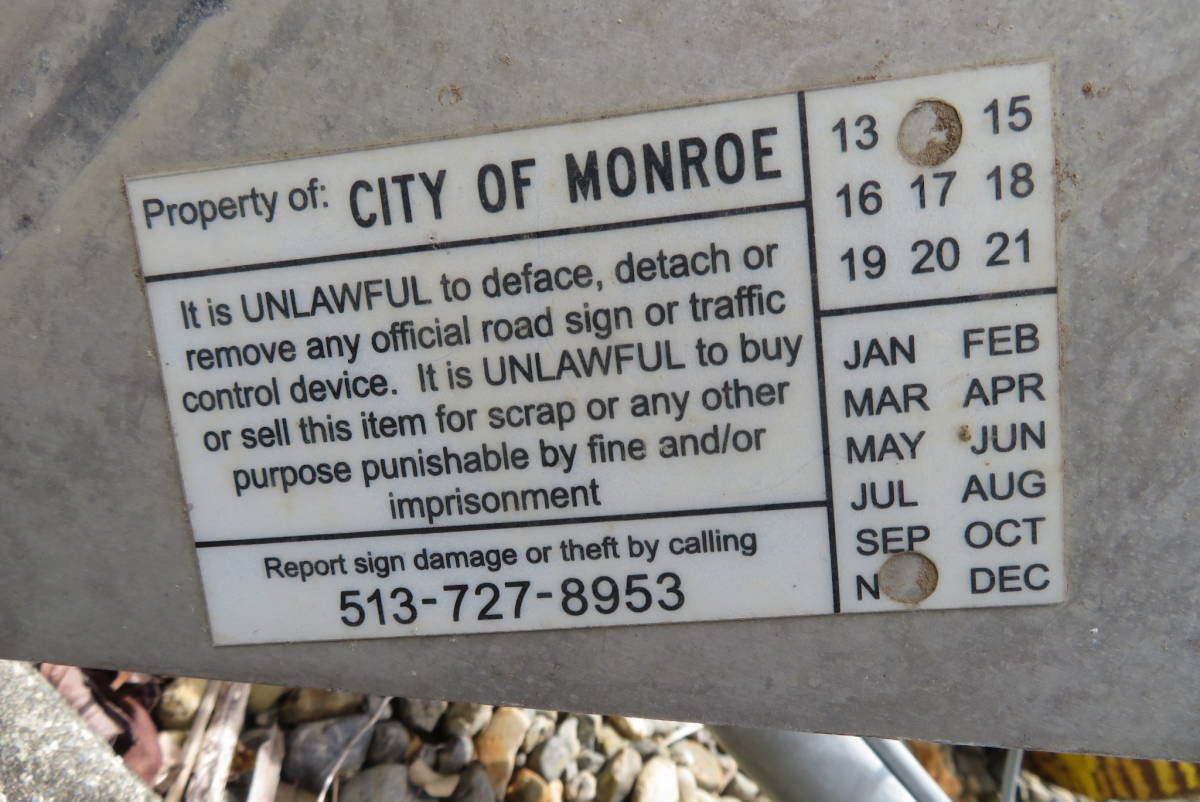 Property of: CITY OF MONROE
It is UNLAWFUL to deface, detach or
remove any official road sign or traffic
control device. It is UNLAWFUL to buy
or sell this item for scrap or any other
purpose punishable by fine and/or
imprisonment
Report sign damage or theft by calling
513-727-8953
13 15
16 17 18
19 20 21
JAN FEB
MAR APR
MAY JUN
JUL AUG
SEP OCT
N DEC